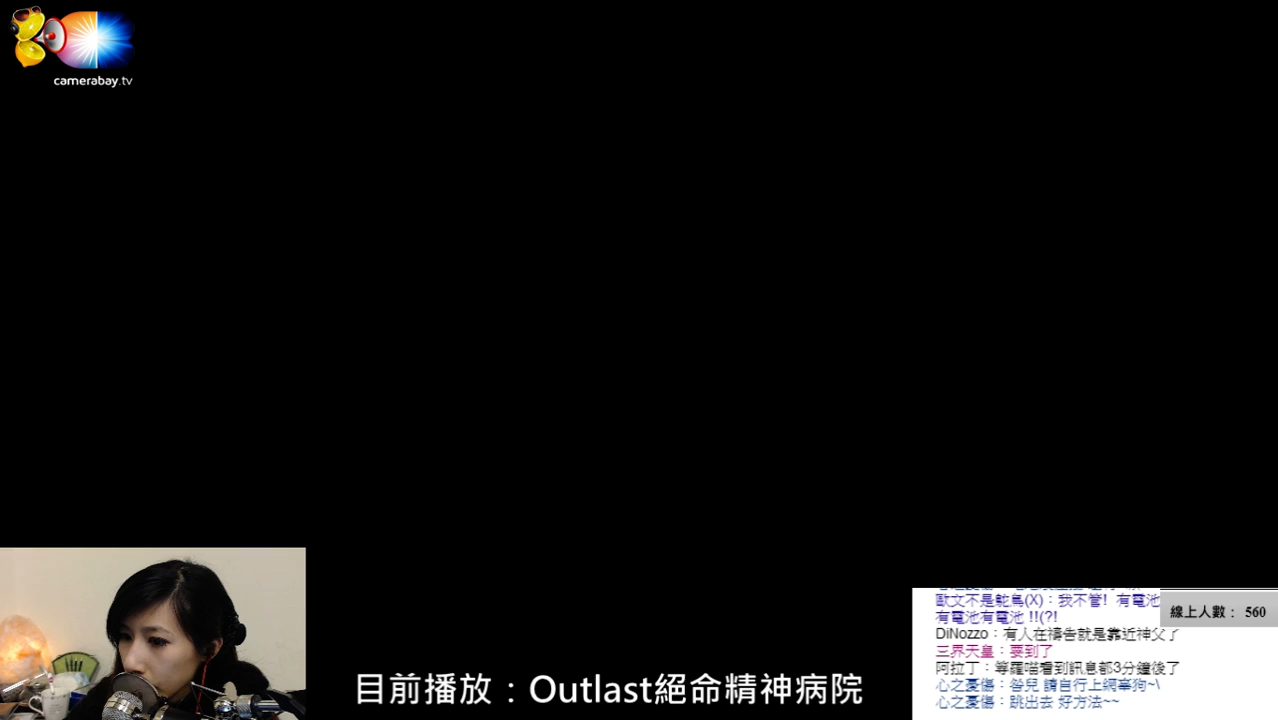 camerabay.tv
歐文不是鴕鳥(X)：我不管! 有電池
有電池有電池 !!(?!
線上人數： 560
DiNozzo：有人在禱告就是靠近神父了
三界天皇：要到了
阿拉丁：等羅喵看到訊息都3分鐘後了
心之憂傷：咎兒 請自行上網辜狗~\
心之憂傷：跳出去 好方法~~
目前播放：Outlast絕命精神病院